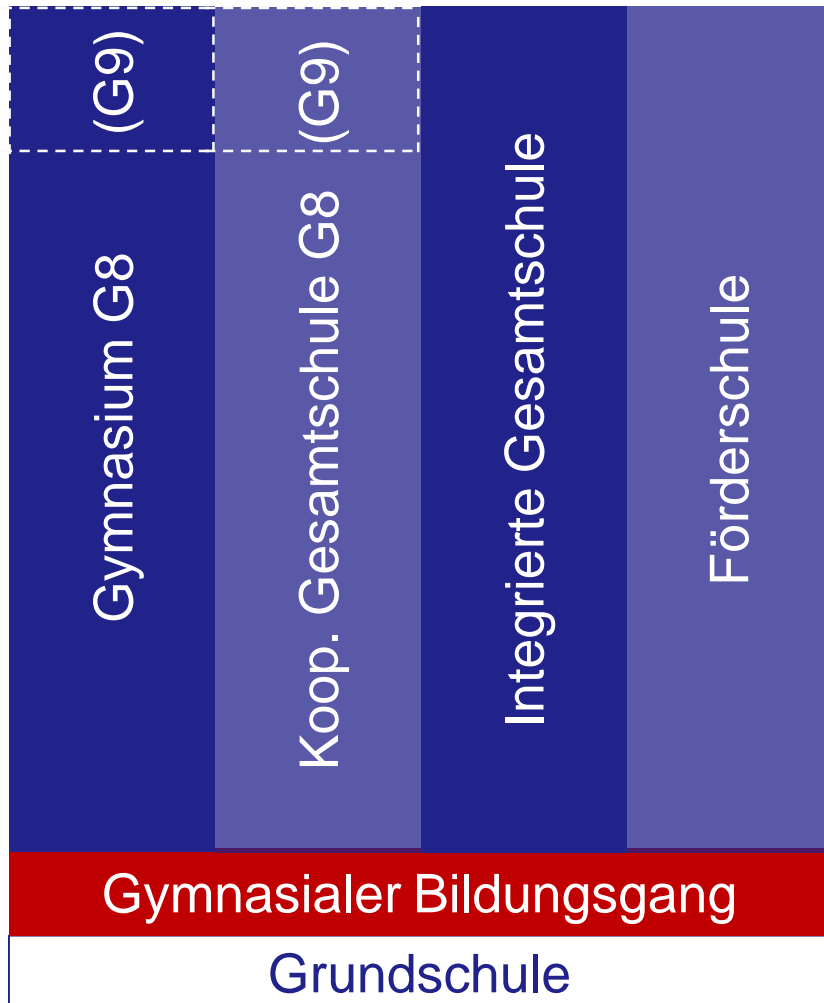 (G9)
Gymnasium G8
(G9)
Koop. Gesamtschule G8
Integrierte Gesamtschule
Förderschule
Gymnasialer Bildungsgang
Grundschule